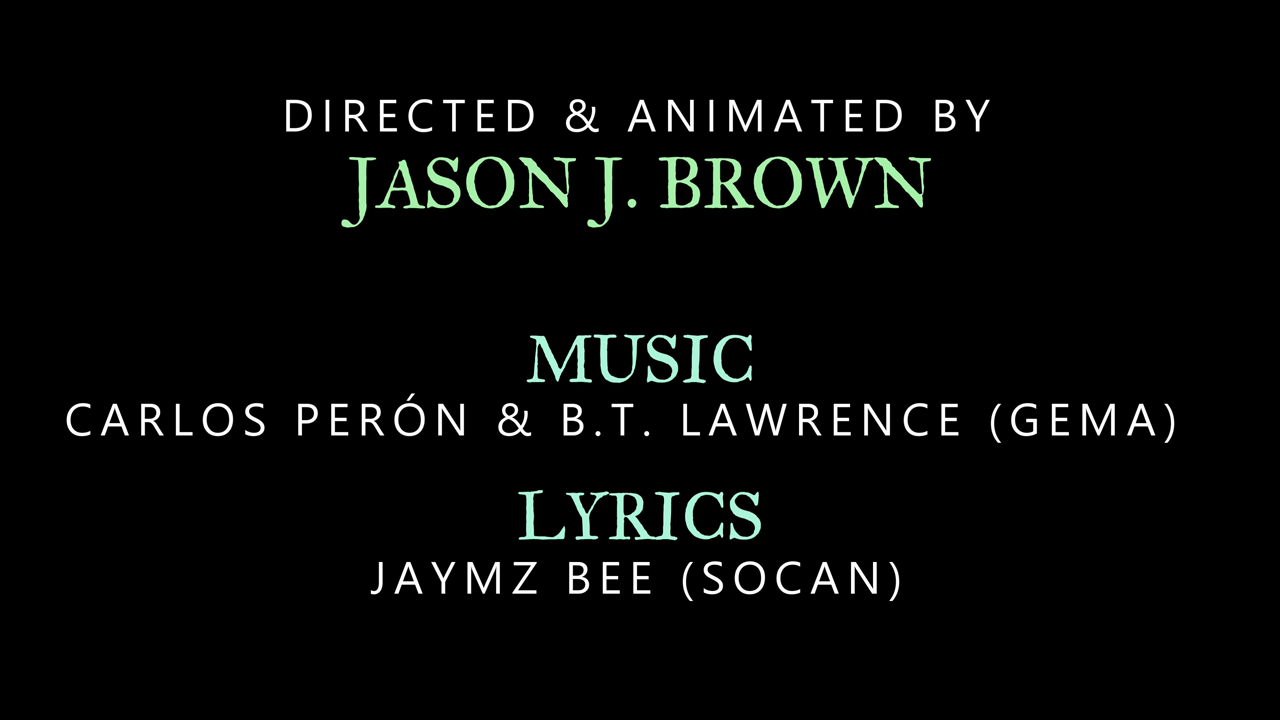 DIRECTED & ANIMATED BY
JASON J. BROWN
MUSIC
CARLOS PERÓN & B.T. LAWRENCE (GEMA)
LYRICS
JAYMZ BEE (SOCAN)